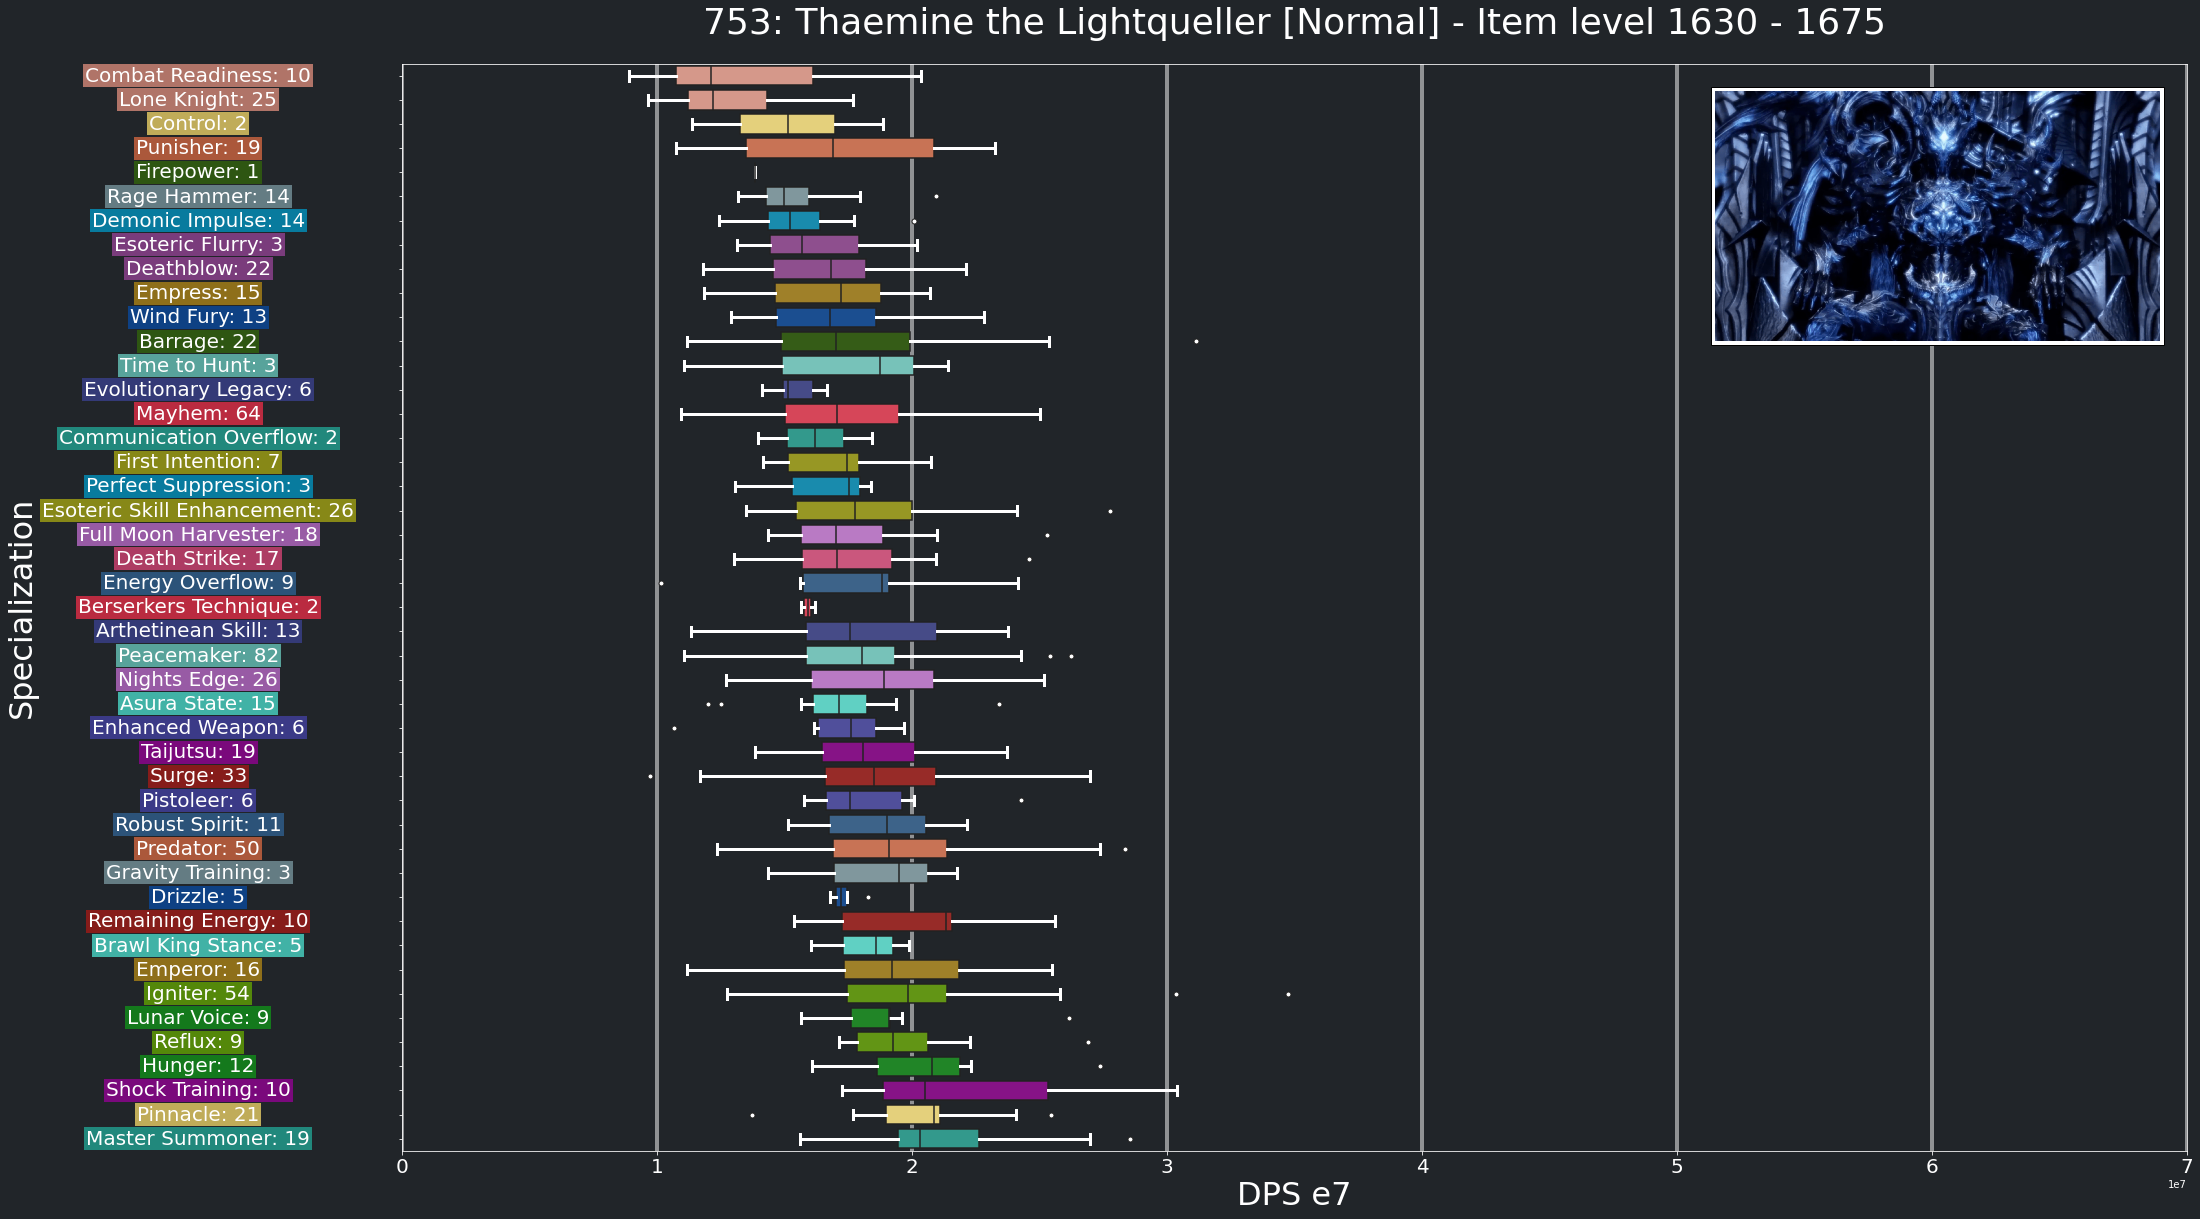 753: Thaemine the Lightqueller [Normal] - Item level 1630 - 1675
Specialization
Combat Readiness: 10
Lone Knight: 25
Control: 2
Punisher: 19
Firepower: 1
Rage Hammer: 14
Demonic Impulse: 14
Esoteric Flurry: 3
Deathblow: 22
Empress: 15
Wind Fury: 13
Barrage: 22
Time to Hunt: 3
Evolutionary Legacy: 6
Mayhem: 64
Communication Overflow: 2
First Intention: 7
Perfect Suppression: 3
Esoteric Skill Enhancement: 26
Full Moon Harvester: 18
Death Strike: 17
Energy Overflow: 9
Berserkers Technique: 2
Arthetinean Skill: 13
Peacemaker: 82
Nights Edge: 26
Asura State: 15
Enhanced Weapon: 6
Taijutsu: 19
Surge: 33
Pistoleer: 6
Robust Spirit: 11
Predator: 50
Gravity Training: 3
Drizzle: 5
Remaining Energy: 10
Brawl King Stance: 5
Emperor: 16
Igniter: 54
Lunar Voice: 9
Reflux: 9
Hunger: 12
Shock Training: 10
Pinnacle: 21
Master Summoner: 19
0 1 2 3 4 5 6 7
1e7
DPS e7